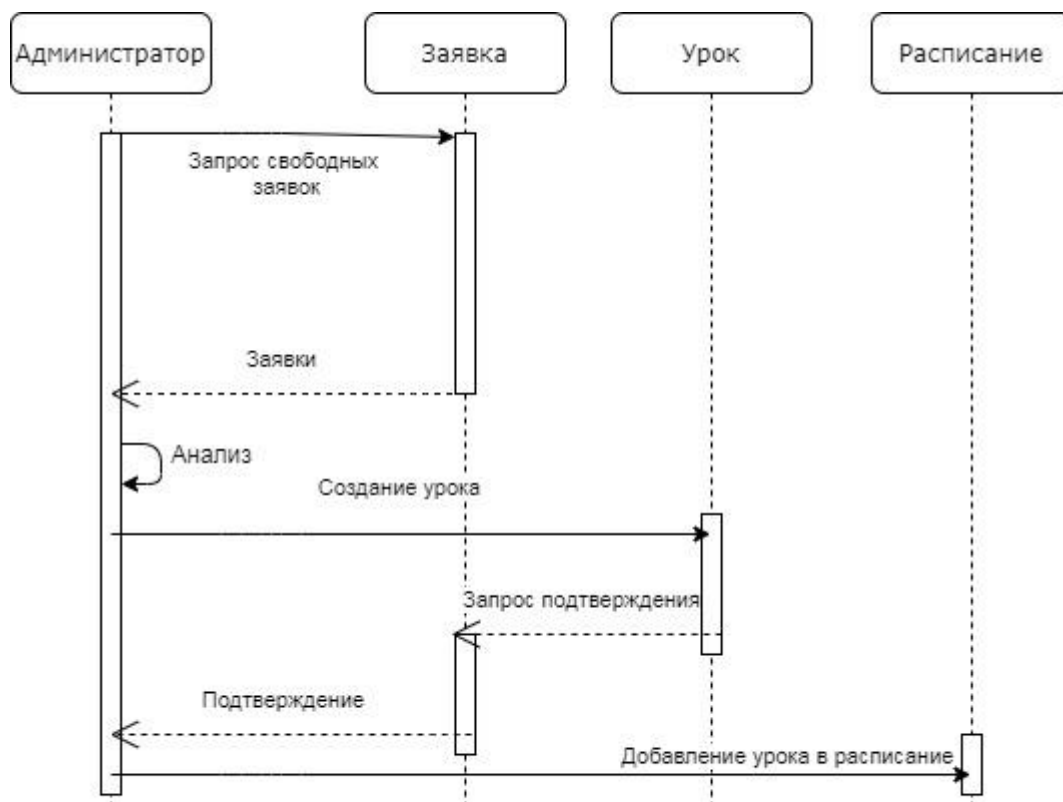 Администратор
Заявка
Урок
Расписание
Запрос свободных
заявок
Заявки
Анализ
Создание урока
Запрос подтверждения
Подтверждение
Добавление урока в расписание